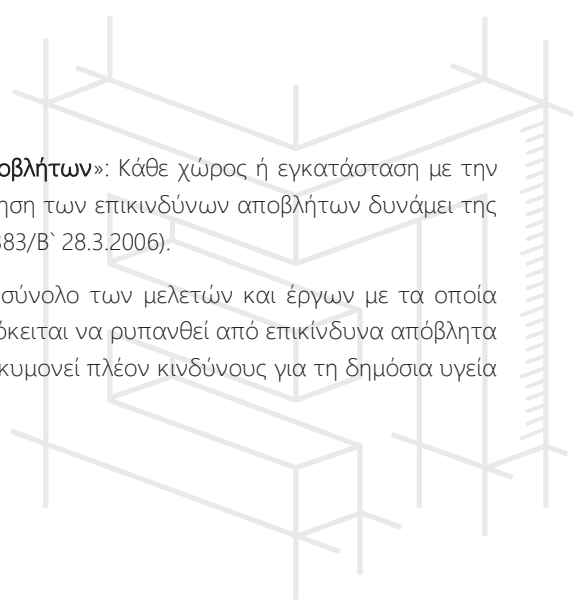 οβλήτων»: Κάθε χώρος ή εγκατάσταση με την
ηση των επικινδύνων αποβλήτων δυνάμει της
383/Β` 28.3.2006).
σύνολο των μελετών και έργων με τα οποία
όκειται να ρυπανθεί από επικίνδυνα απόβλητα
κυμονεί πλέον κινδύνους για τη δημόσια υγεία